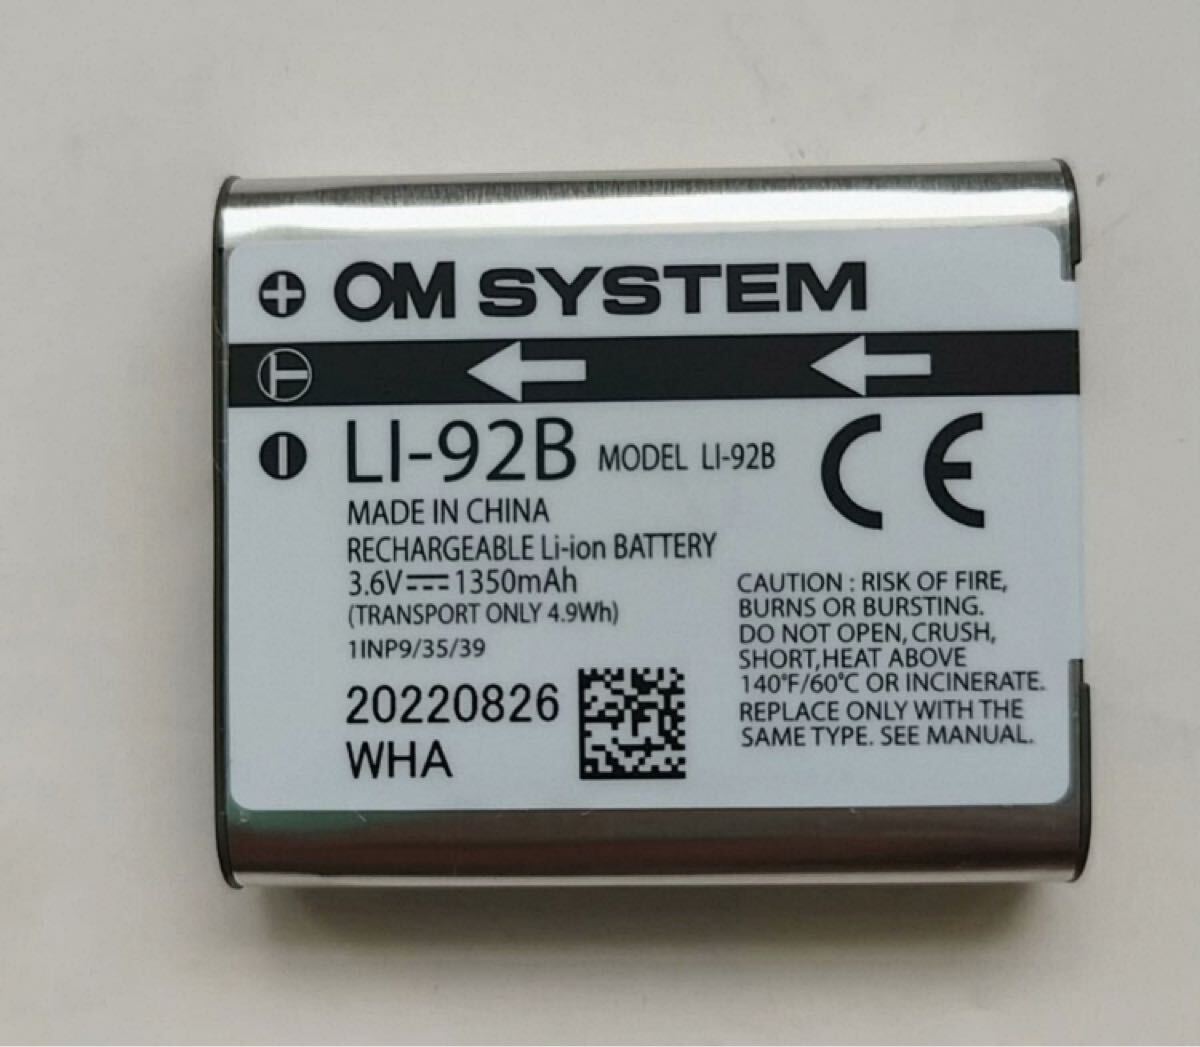 OM SYSTEM
LI-92B MODEL LI-92B
MADE IN CHINA
RECHARGEABLE Li-ion BATTERY
3.6V⎓1350mAh
(TRANSPORT ONLY 4.9Wh)
1INP9/35/39
20220826
WHA
CE
CAUTION : RISK OF FIRE,
BURNS OR BURSTING.
DO NOT OPEN, CRUSH,
SHORT,HEAT ABOVE
140°F/60°C OR INCINERATE.
REPLACE ONLY WITH THE
SAME TYPE. SEE MANUAL.